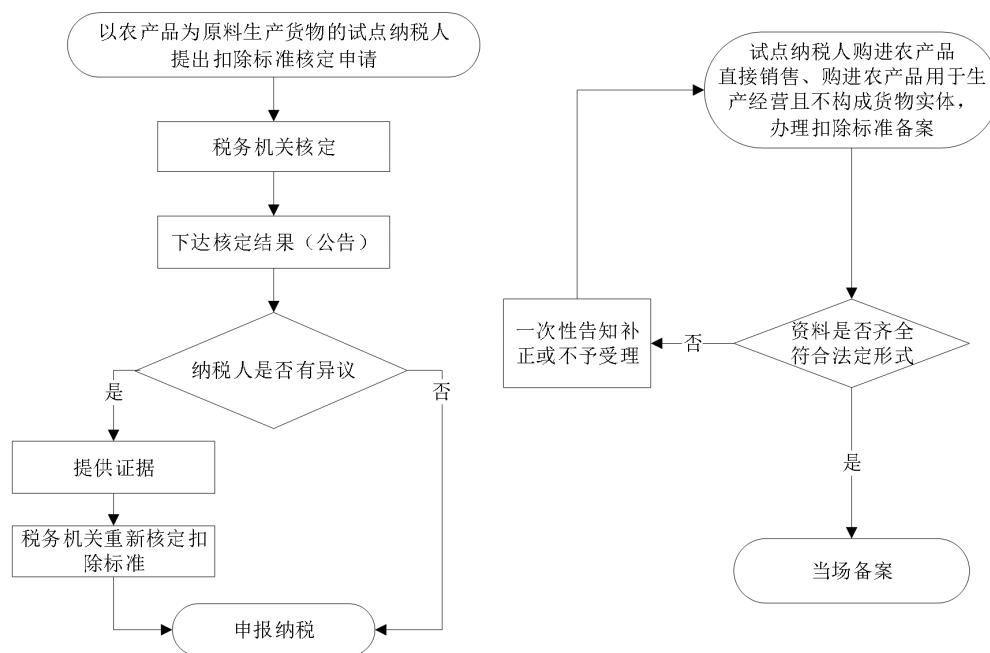 以农产品为原料生产货物的试点纳税人
提出扣除标准核定申请
税务机关核定
下达核定结果（公告）
纳税人是否有异议
是
否
提供证据
税务机关重新核定扣
除标准
申报纳税
试点纳税人购进农产品
直接销售、购进农产品用于生
产经营且不构成货物实体，
办理扣除标准备案
资料是否齐全
符合法定形式
否
一次性告知补
正或不予受理
是
当场备案